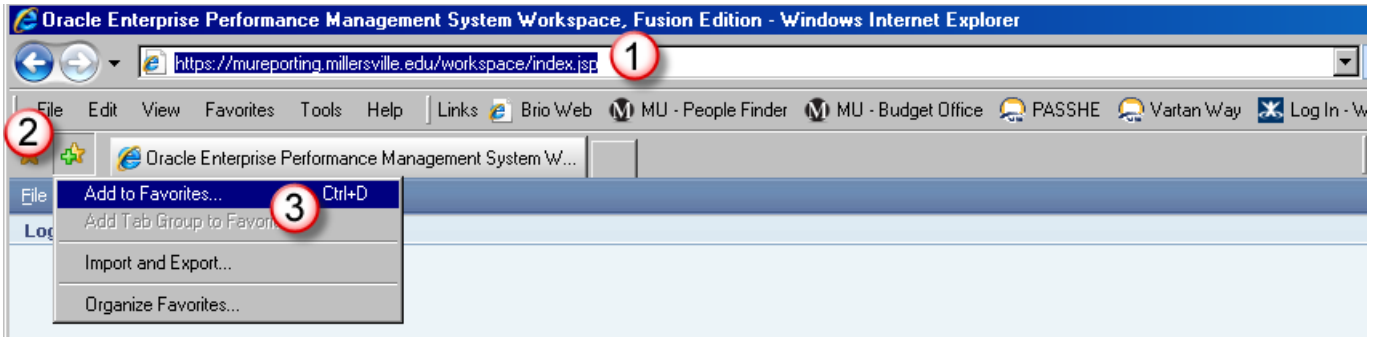 Oracle Enterprise Performance Management System Workspace, Fusion Edition - Windows Internet Explorer
https://mureporting.millersville.edu/workspace/index.jsp 1
File Edit View Favorites Tools Help Links Brio Web MU - People Finder MU - Budget Office PASSHE Vartan Way Log In - W
2
Oracle Enterprise Performance Management System W...
File
Add to Favorites... Ctrl+D
3
Add Tab Group to Favori
Log
Import and Export...
Organize Favorites...